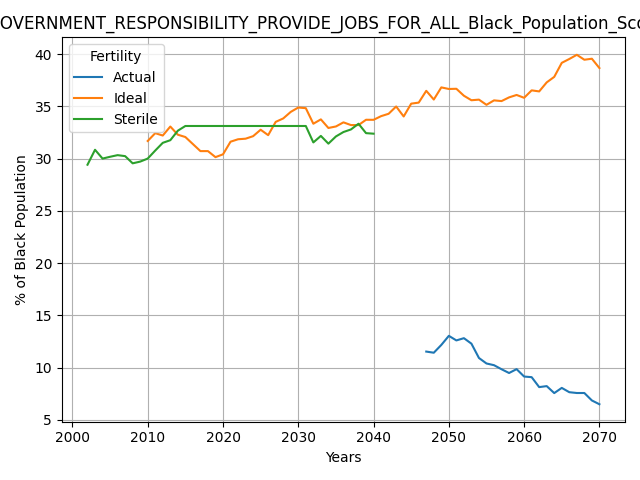 OVERNMENT_RESPONSIBILITY_PROVIDE_JOBS_FOR_ALL_Black_Population_Sco
Fertility
Actual
Ideal
Sterile
% of Black Population
40
35
30
25
20
15
10
5
2000 2010 2020 2030 2040 2050 2060 2070
Years